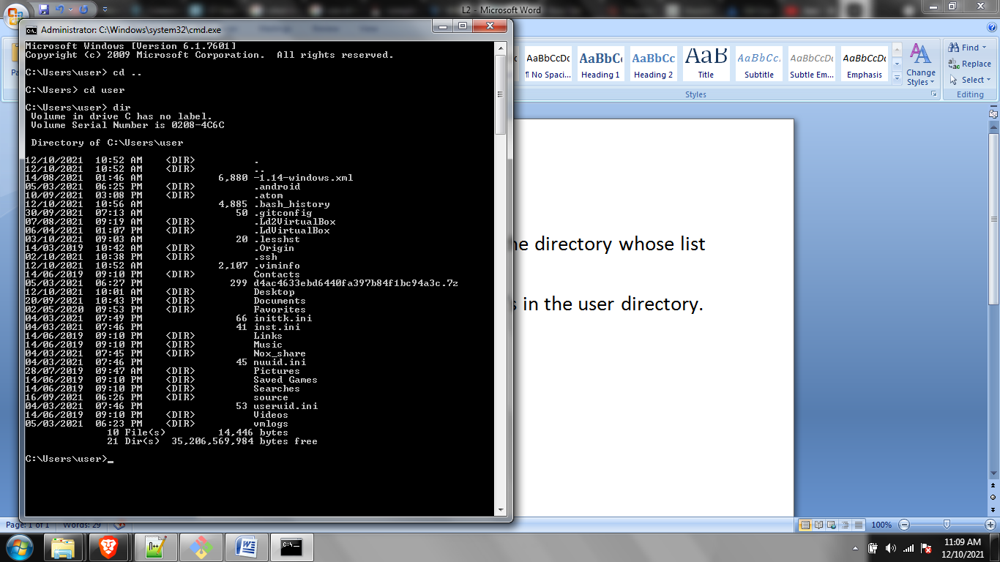 L2 - Microsoft Word
Administrator: C:\Windows\system32\cmd.exe
Microsoft Windows [Version 6.1.7601]
Copyright (c) 2009 Microsoft Corporation.  All rights reserved.
C:\Users\user> cd ..
C:\Users> cd user
C:\Users\user> dir
 Volume in drive C has no label.
 Volume Serial Number is 0208-4C6C
 Directory of C:\Users\user
12/10/2021  10:52 AM    <DIR>          .
12/10/2021  10:52 AM    <DIR>          ..
14/08/2021  01:46 AM             6,880 -1.14-windows.xml
05/03/2021  06:25 PM    <DIR>          .android
10/09/2021  03:08 PM    <DIR>          .atom
12/10/2021  10:56 AM             4,885 .bash_history
30/09/2021  07:13 AM                50 .gitconfig
07/08/2021  09:19 AM    <DIR>          .Ld2VirtualBox
06/04/2021  01:07 PM    <DIR>          .LdVirtualBox
03/10/2021  09:03 AM                20 .lesshst
14/03/2019  10:42 AM    <DIR>          .Origin
02/10/2021  10:38 PM    <DIR>          .ssh
12/10/2021  10:52 AM             2,107 .viminfo
14/06/2019  09:10 PM    <DIR>          Contacts
05/03/2021  06:27 PM               299 d4ac4633ebd6440fa397b84f1bc94a3c.7z
12/10/2021  10:01 AM    <DIR>          Desktop
20/09/2021  10:43 PM    <DIR>          Documents
02/05/2020  09:53 PM    <DIR>          Favorites
04/03/2021  07:49 PM                66 inittk.ini
04/03/2021  07:46 PM                41 inst.ini
14/06/2019  09:10 PM    <DIR>          Links
14/06/2019  09:10 PM    <DIR>          Music
04/03/2021  07:45 PM    <DIR>          Nox_share
04/03/2021  07:46 PM                45 nuuid.ini
28/07/2019  09:47 AM    <DIR>          Pictures
14/06/2019  09:10 PM    <DIR>          Saved Games
14/06/2019  09:10 PM    <DIR>          Searches
16/09/2021  06:26 PM    <DIR>          source
04/03/2021  07:46 PM                53 useruid.ini
14/06/2019  09:10 PM    <DIR>          Videos
05/03/2021  06:23 PM    <DIR>          vmlogs
              10 File(s)         14,446 bytes
              21 Dir(s)  35,206,569,984 bytes free
C:\Users\user>
AaBbCcDc AaBbCc AaBbCc AaB AaBbCc. AaBbCcDc AaBbCcDc
¶ No Spaci... Heading 1 Heading 2 Title Subtitle Subtle Em... Emphasis
Change Styles
Styles
Find
Replace
Select
Editing
directory whose list
in the user directory.
Page: 1 of 1 Words: 29
100%
11:09 AM
12/10/2021